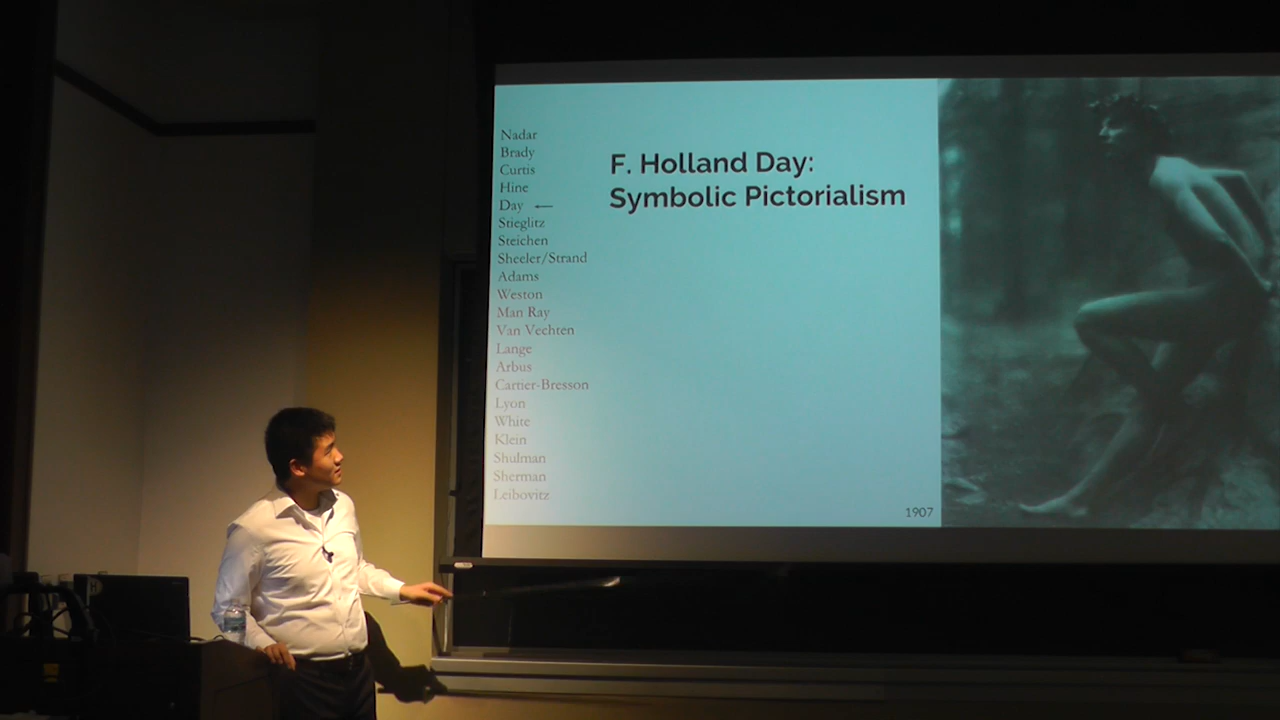 Nadar
Brady
Curtis
Hine
Day
Stieglitz
Steichen
Sheeler/Strand
Adams
Weston
Man Ray
Van Vechten
Lange
Arbus
Cartier-Bresson
Lyon
White
Klein
Shulman
Sherman
Leibovitz
F. Holland Day:
Symbolic Pictorialism
1907